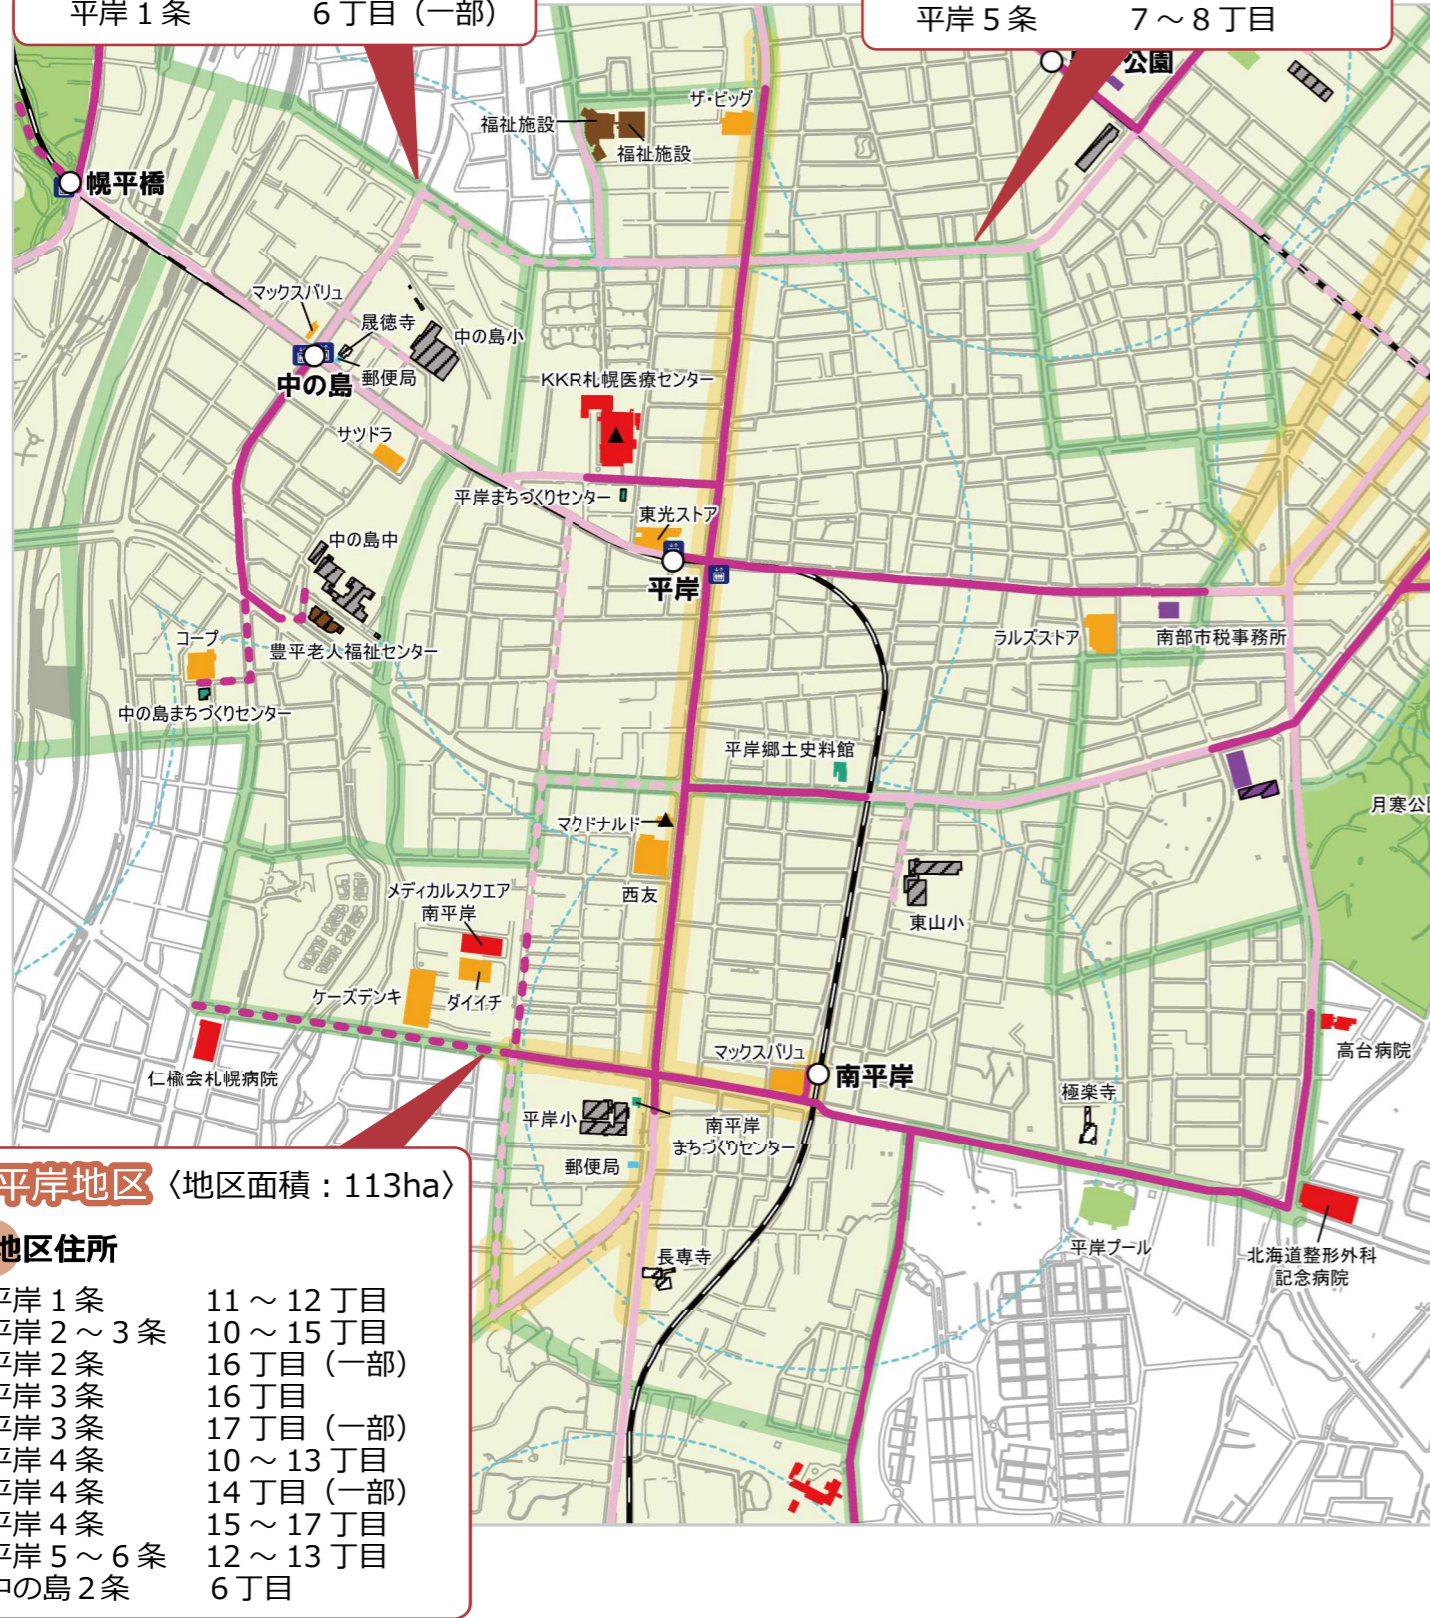 平岸１条 6丁目（一部）
平岸５条 7～8丁目
公園
ザ・ビッグ
福祉施設
福祉施設
幌平橋
マックスバリュ
晟徳寺
中の島小
郵便局
中の島
KKR札幌医療センター
サツドラ
平岸まちづくりセンター
東光ストア
中の島中
平岸
コープ
豊平老人福祉センター
ラルズストア
南部市税事務所
中の島まちづくりセンター
平岸郷土史料館
月寒公
マクドナルド
西友
メディカルスクエア
南平岸
東山小
ケーズデンキ
ダイイチ
マックスバリュ
南平岸
高台病院
仁楡会札幌病院
極楽寺
平岸小
南平岸
まちづくりセンター
郵便局
平岸プール
北海道整形外科
記念病院
長専寺
平岸地区〈地区面積：113ha〉
地区住所
平岸１条 11～12丁目
平岸２～３条 10～15丁目
平岸２条 16丁目（一部）
平岸３条 16丁目
平岸３条 17丁目（一部）
平岸４条 10～13丁目
平岸４条 14丁目（一部）
平岸４条 15～17丁目
平岸５～６条 12～13丁目
中の島２条 6丁目